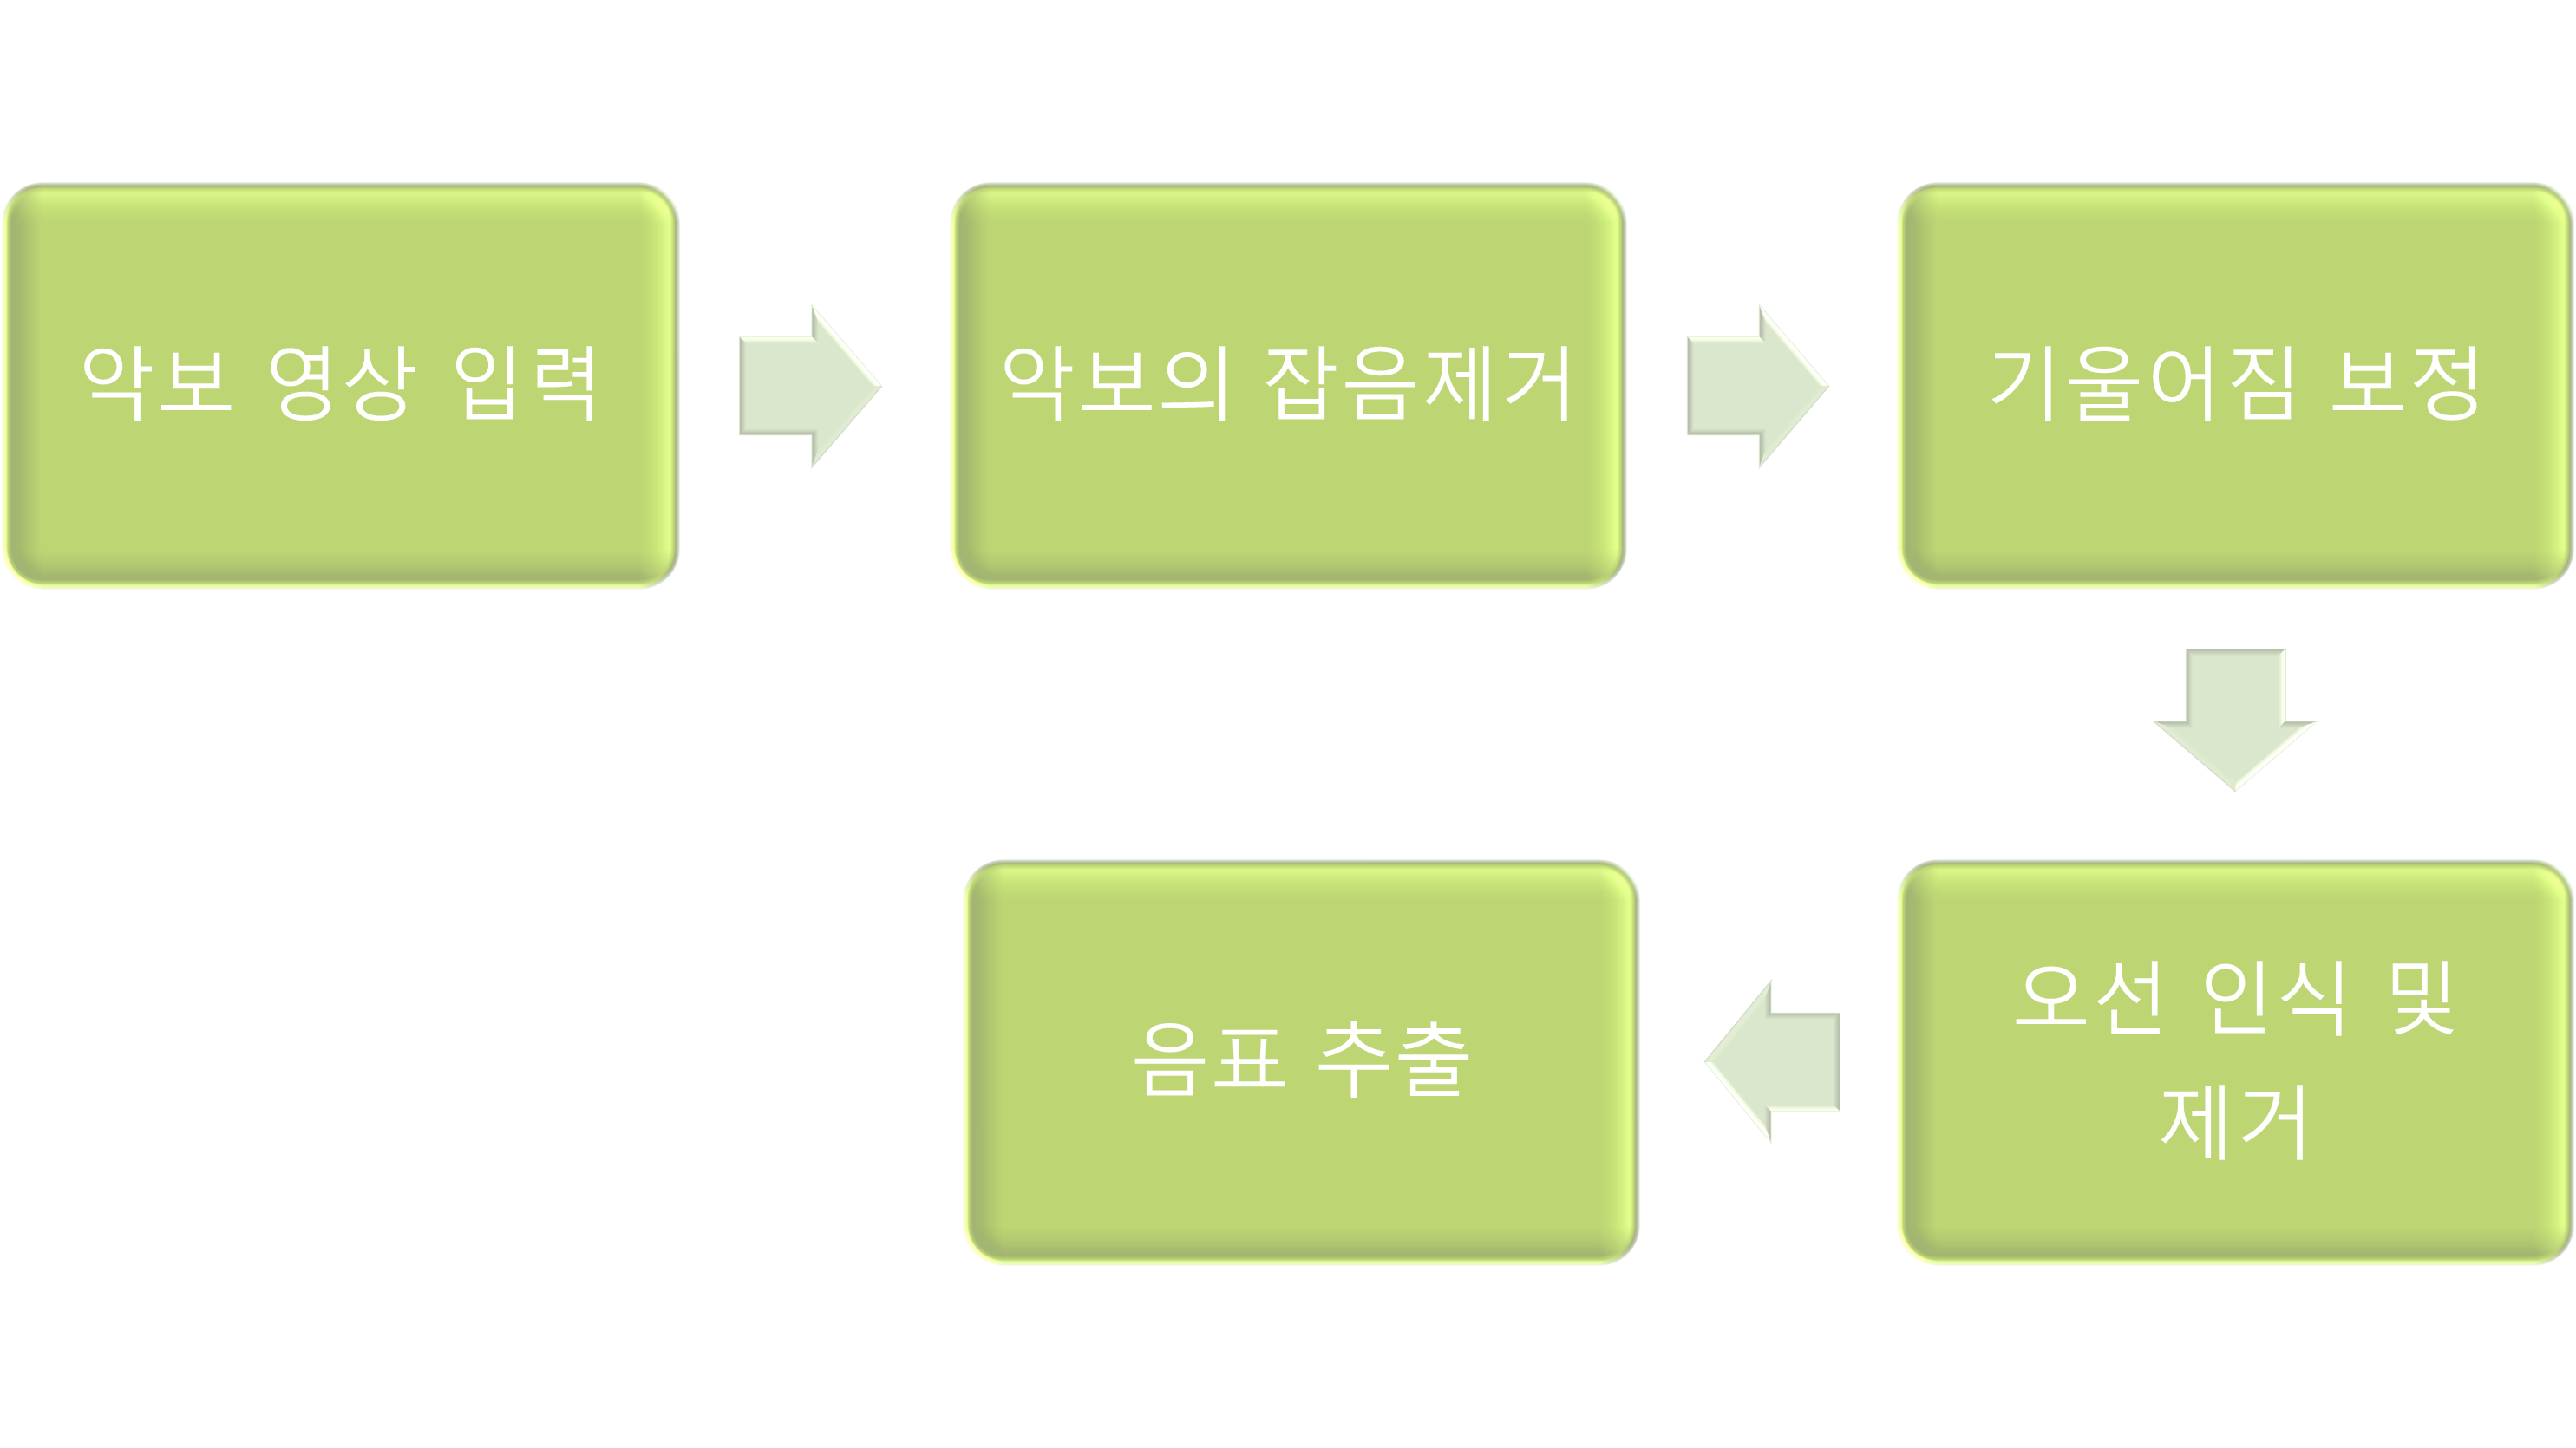 악보 영상 입력
악보의 잡음제거
기울어짐 보정
오선 인식 및
제거
음표 추출